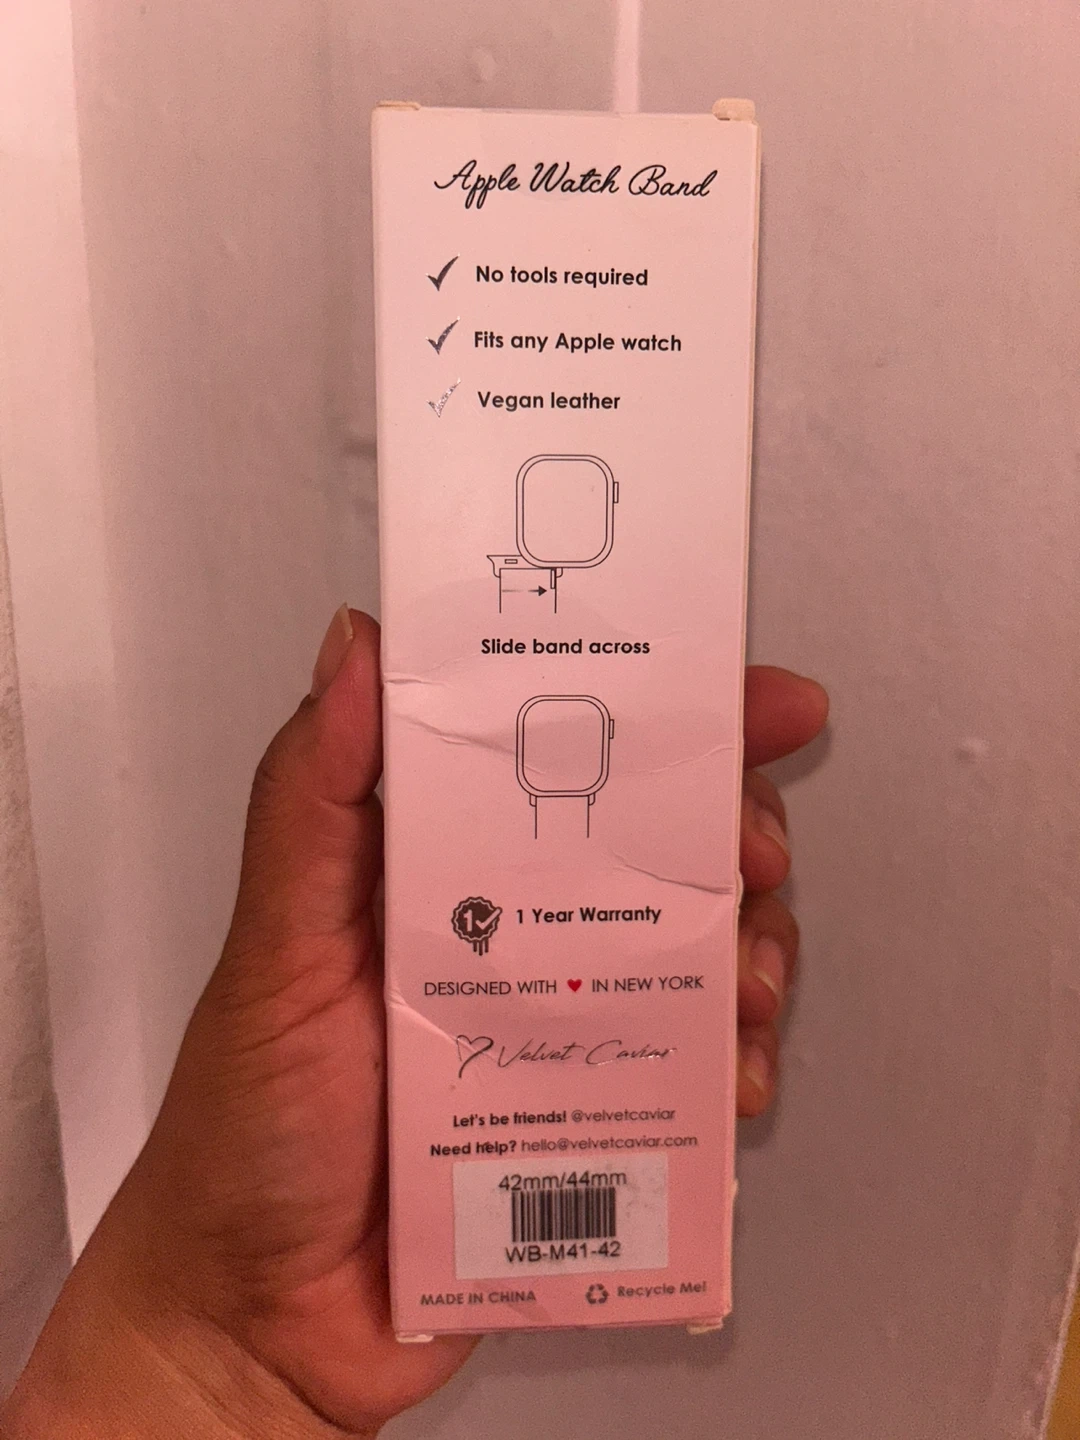 Apple Watch Band
No tools required
Fits any Apple watch
Vegan leather
Slide band across
1 1 Year Warranty
DESIGNED WITH ♥ IN NEW YORK
Velvet Caviar
Let's be friends! @velvetcaviar
Need help? hello@velvetcaviar.com
42mm/44mm
WB-M41-42
MADE IN CHINA Recycle Me!